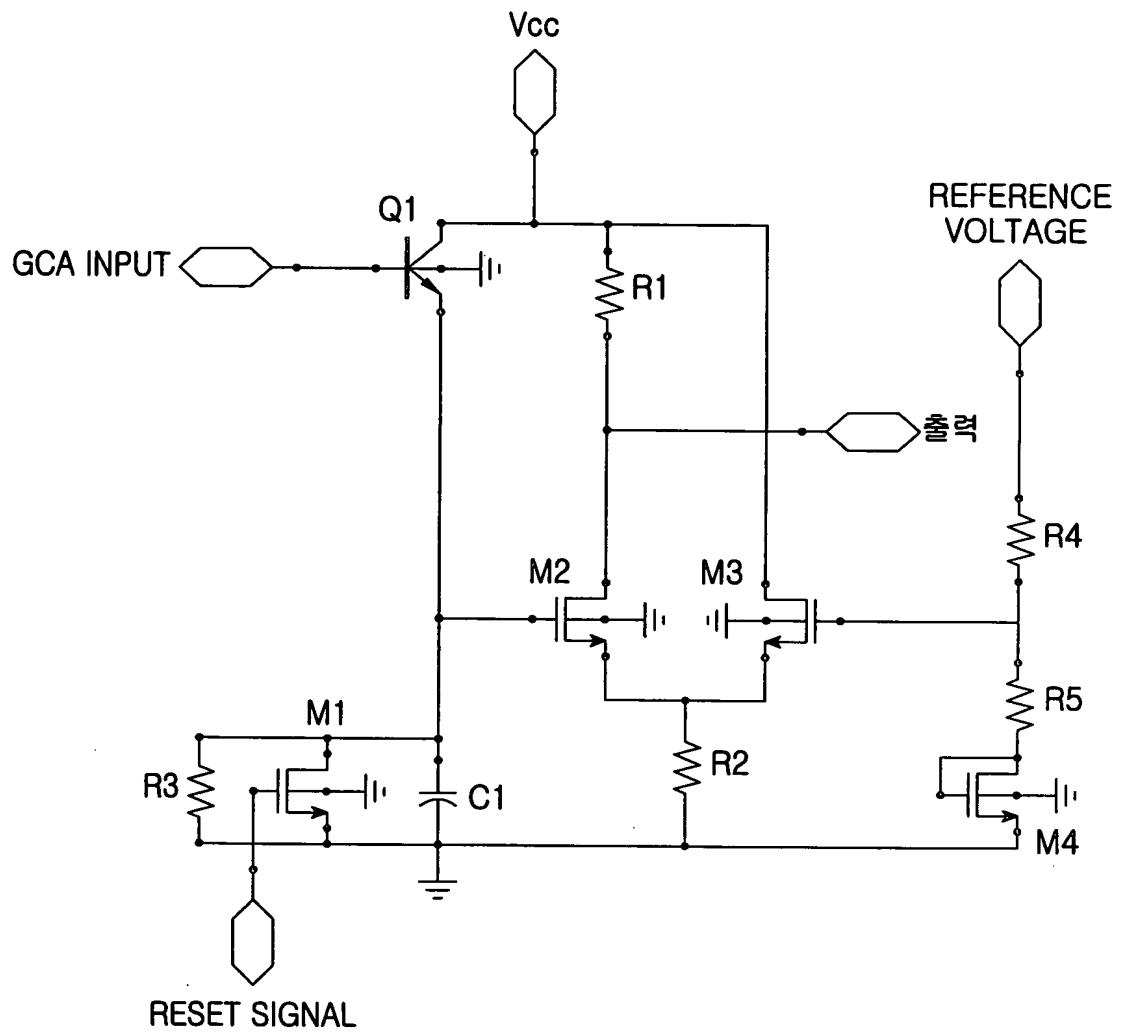 Vcc
REFERENCE
VOLTAGE
Q1
GCA INPUT
R1
출력
R4
M2
M3
R5
M1
R2
R3
C1
M4
RESET SIGNAL